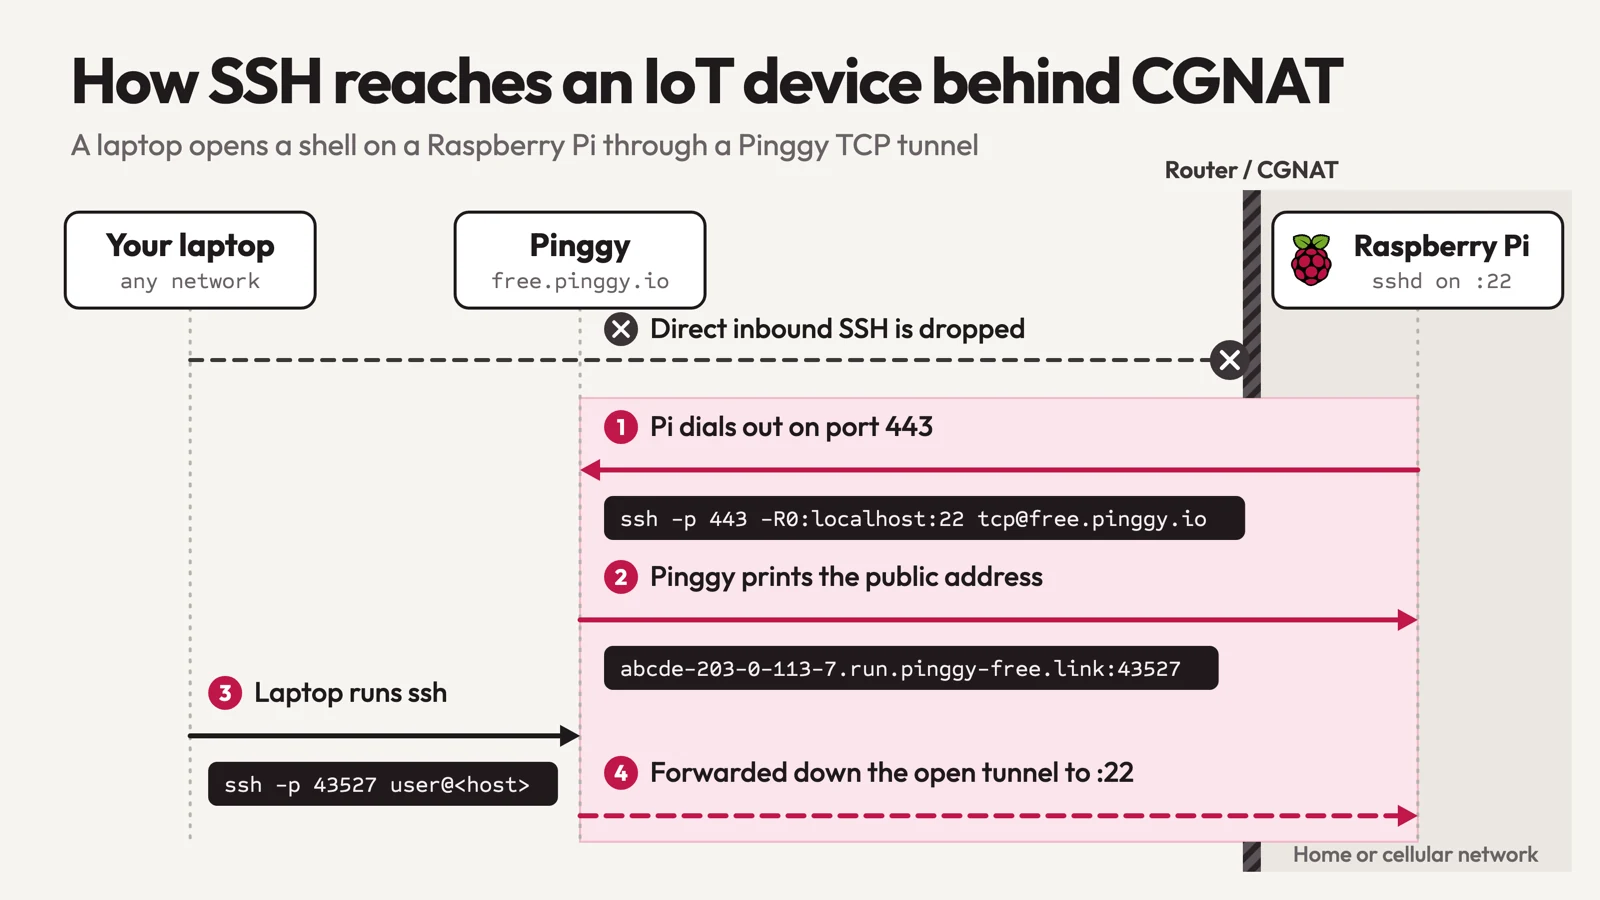 How SSH reaches an IoT device behind CGNAT
A laptop opens a shell on a Raspberry Pi through a Pinggy TCP tunnel
Router / CGNAT
Your laptop
any network
Pinggy
free.pinggy.io
Raspberry Pi
sshd on :22
Direct inbound SSH is dropped
1 Pi dials out on port 443
ssh -p 443 -R0:localhost:22 tcp@free.pinggy.io
2 Pinggy prints the public address
abcde-203-0-113-7.run.pinggy-free.link:43527
3 Laptop runs ssh
ssh -p 43527 user@<host>
4 Forwarded down the open tunnel to :22
Home or cellular network